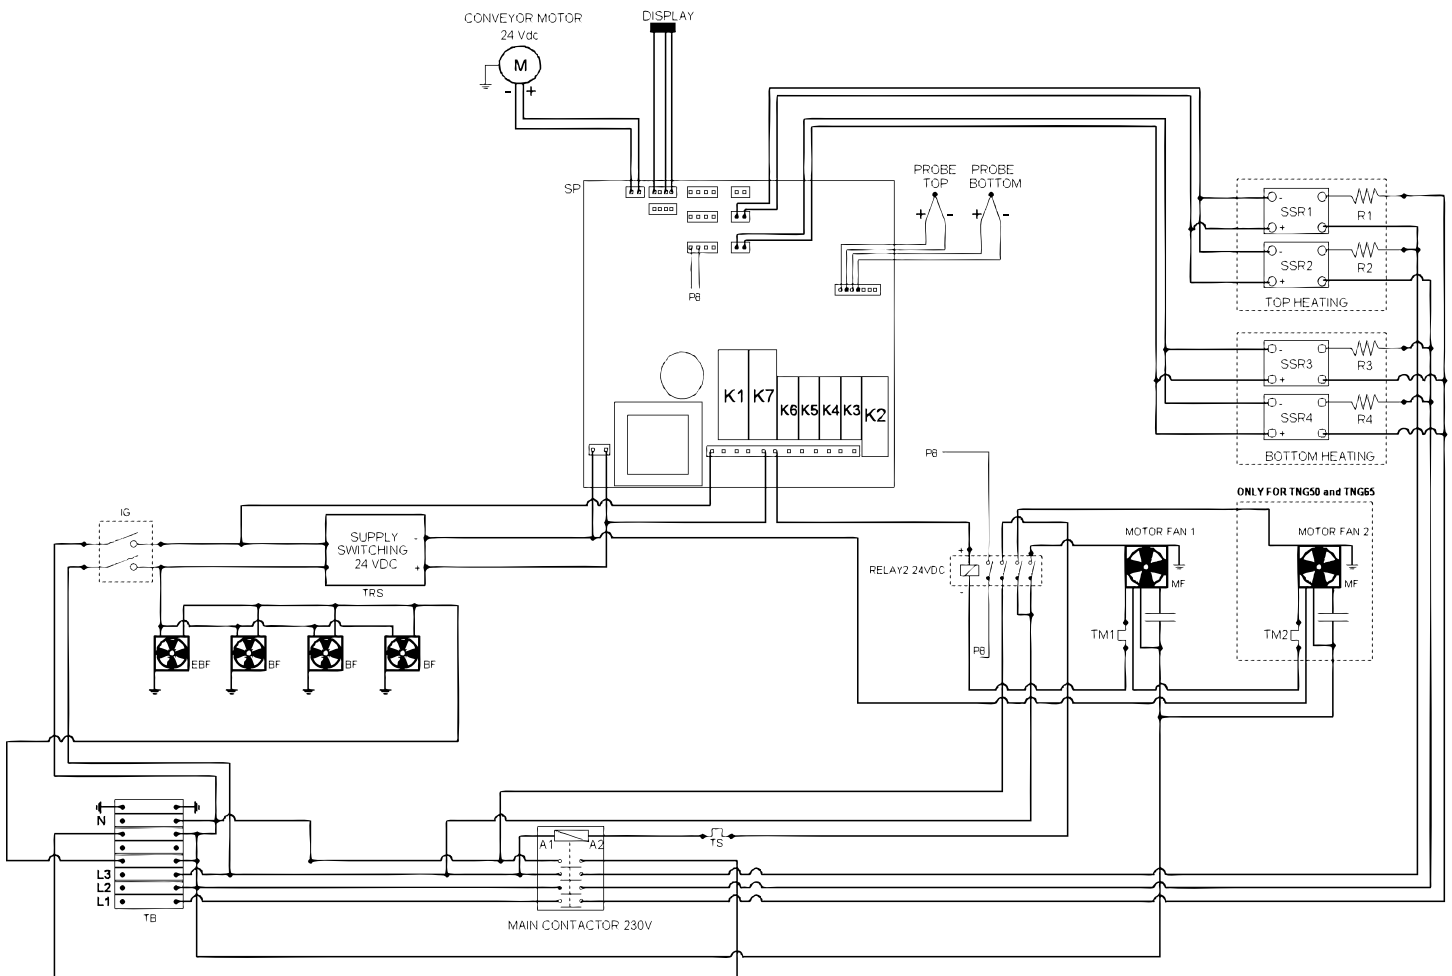 CONVEYOR MOTOR
24 Vdc
M
- +
DISPLAY
SP
P8
PROBE
TOP
+ -
PROBE
BOTTOM
+ -
K1 K7 K6 K5 K4 K3 K2
-
SSR1
+
R1
-
SSR2
+
R2
TOP HEATING
-
SSR3
+
R3
-
SSR4
+
R4
BOTTOM HEATING
IG
SUPPLY
SWITCHING
24 VDC
-
+
TRS
EBF
BF
BF
BF
P8
RELAY2 24VDC
+
-
P8
MOTOR FAN 1
MF
TM1
ONLY FOR TNG50 and TNG65
MOTOR FAN 2
MF
TM2
N
L3
L2
L1
TB
A1 A2
TS
MAIN CONTACTOR 230V